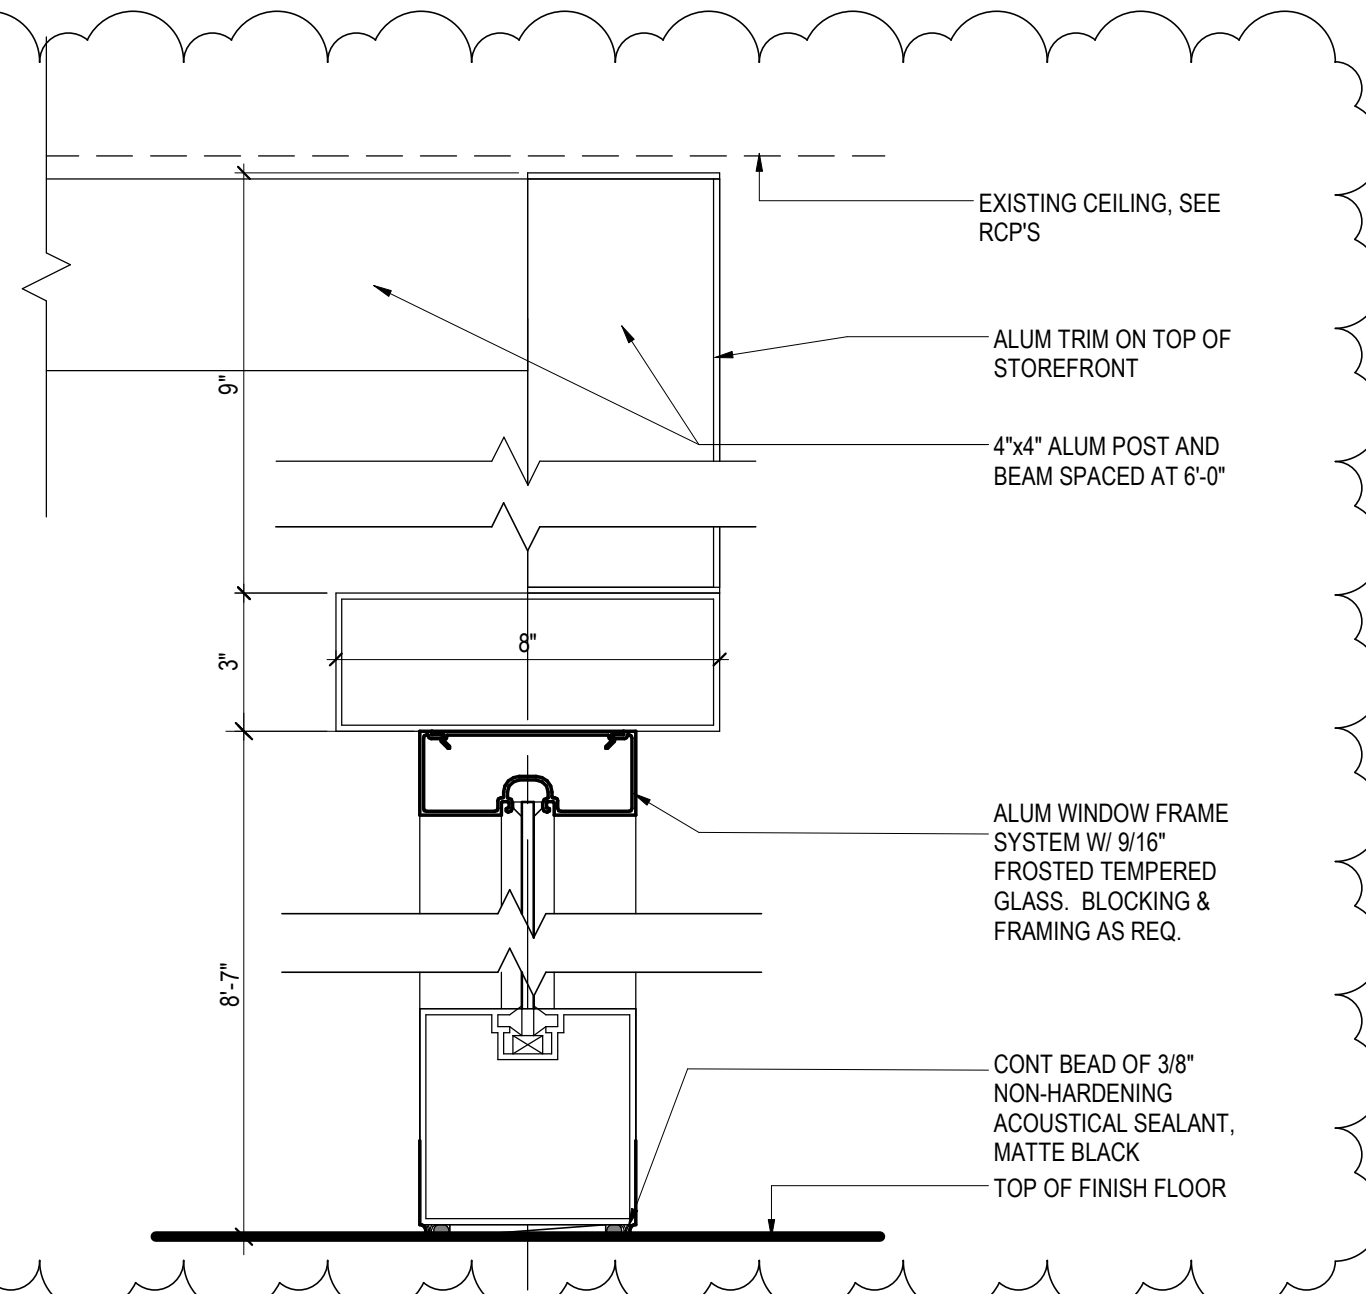 EXISTING CEILING, SEE
RCP'S
ALUM TRIM ON TOP OF
STOREFRONT
9"
4"x4" ALUM POST AND
BEAM SPACED AT 6'-0"
8"
3"
ALUM WINDOW FRAME
SYSTEM W/ 9/16"
FROSTED TEMPERED
GLASS. BLOCKING &
FRAMING AS REQ.
8'-7"
CONT BEAD OF 3/8"
NON-HARDENING
ACOUSTICAL SEALANT,
MATTE BLACK
TOP OF FINISH FLOOR